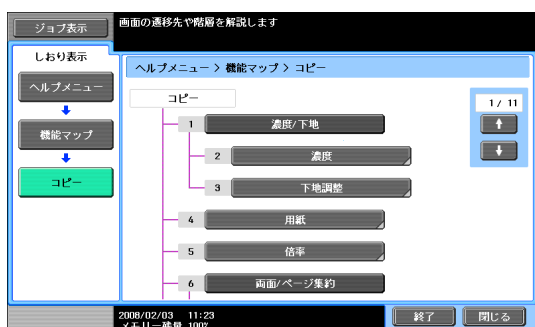 ジョブ表示
画面の遷移先や階層を解説します
しおり表示
ヘルプメニュー
機能マップ
コピー
ヘルプメニュー > 機能マップ > コピー
コピー
1 濃度/下地
2 濃度
3 下地調整
4 用紙
5 倍率
6 両面/ページ集約
1/ 11
2008/02/03 11:23
メモリー残量 100%
終了
閉じる